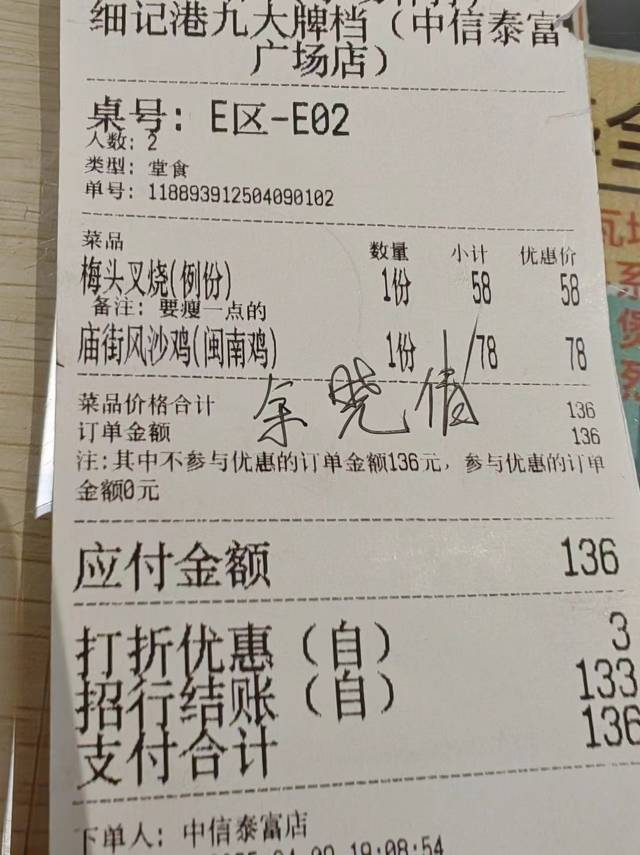 细记港九大牌档（中信泰富
广场店）
桌号: E区-E02
人数: 2
类型: 堂食
单号: 118893912504090102
菜品 数量 小计 优惠价
梅头叉烧(例份) 1份 58 58
备注: 要瘦一点的
庙街风沙鸡(闽南鸡) 1份 78 78
菜品价格合计 136
余晓倩
订单金额 136
注:其中不参与优惠的订单金额136元, 参与优惠的订单
金额0元
应付金额 136
打折优惠（自） 3
招行结账（自） 133
支付合计 136
下单人: 中信泰富店
19:08:54